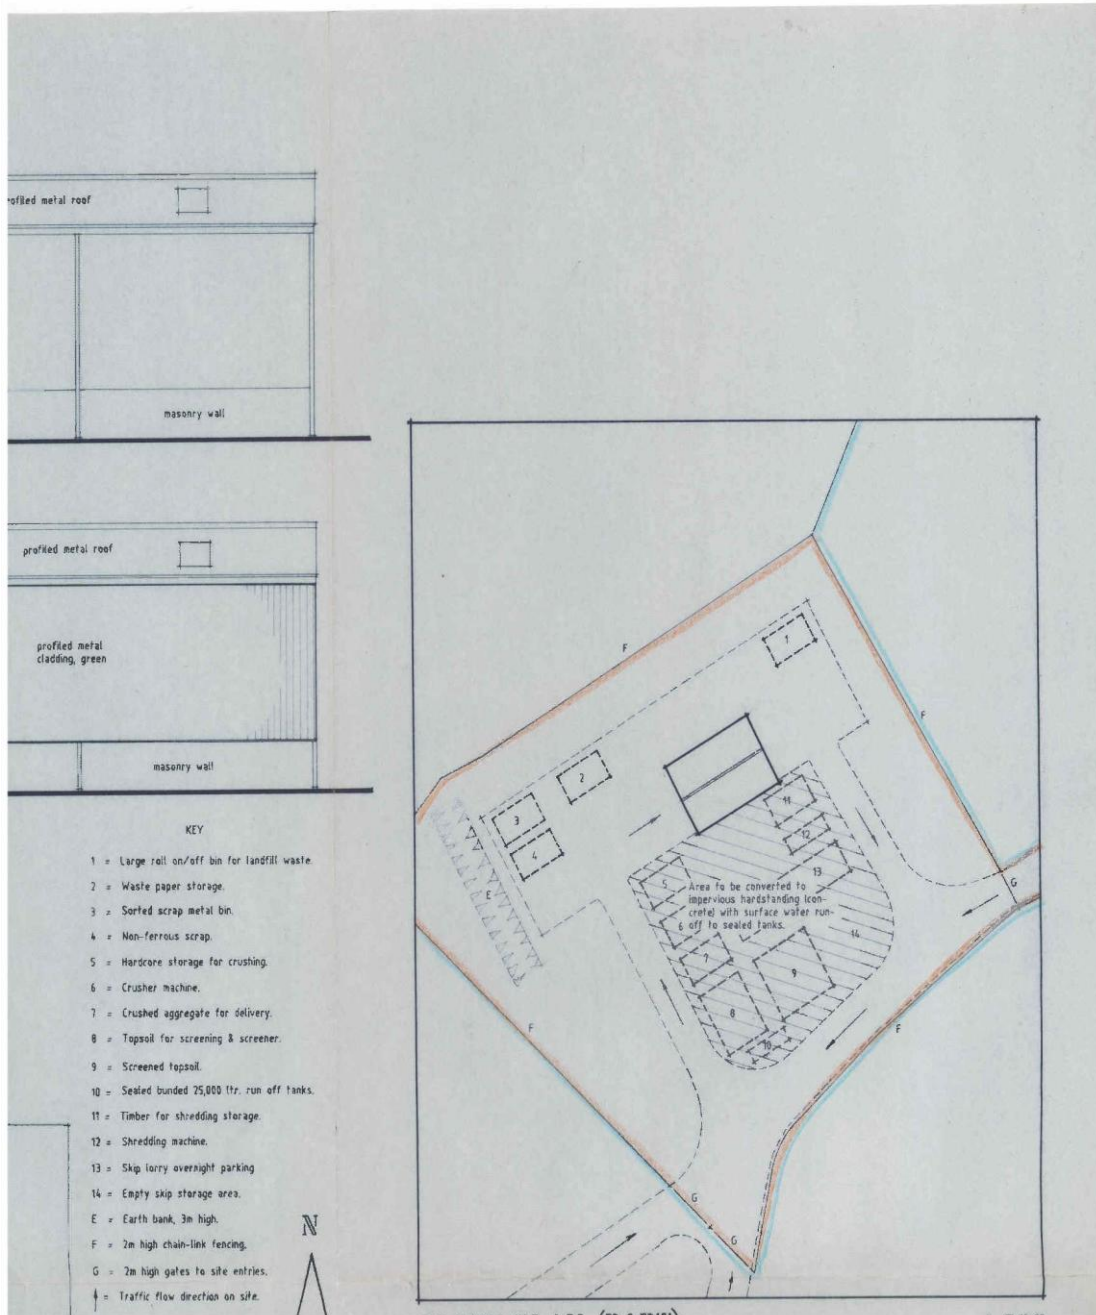 profiled metal roof
masonry wall
profiled metal roof
profiled metal
cladding, green
masonry wall
KEY
1 = Large roll on/off bin for landfill waste.
2 = Waste paper storage.
3 = Sorted scrap metal bin.
4 = Non-ferrous scrap.
5 = Hardcore storage for crushing.
6 = Crusher machine.
7 = Crushed aggregate for delivery.
8 = Topsoil for screening & screener.
9 = Screened topsoil.
10 = Sealed bunded 25,000 ltr. run off tanks.
11 = Timber for shredding storage.
12 = Shredding machine.
13 = Skip lorry overnight parking
14 = Empty skip storage area.
E = Earth bank, 3m high.
F = 2m high chain-link fencing.
G = 2m high gates to site entries.
= Traffic flow direction on site.
N
F
1
F
2
3
4
E
11
12
13
5
Area to be converted to
impervious hardstanding (con-
crete) with surface water run-
off to sealed tanks.
6
14
7
9
8
10
G
F
F
G
G